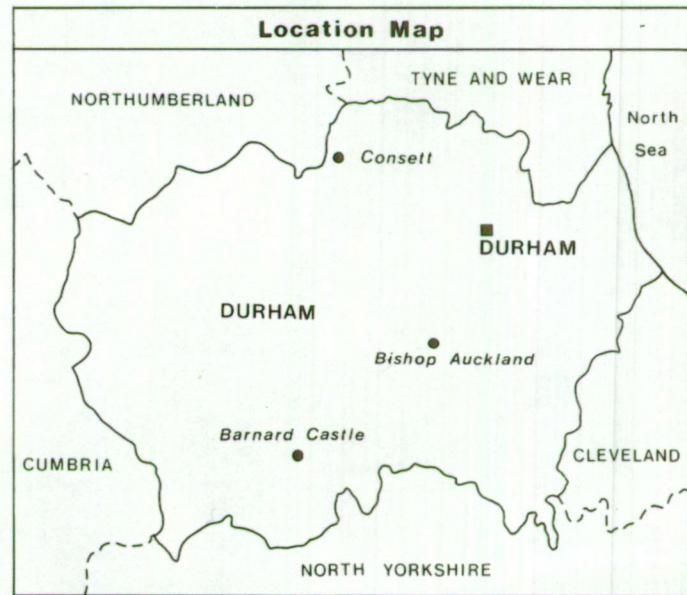 Location Map
TYNE AND WEAR
NORTHUMBERLAND
North
Sea
Consett
DURHAM
DURHAM
Bishop Auckland
Barnard Castle
CUMBRIA
CLEVELAND
NORTH YORKSHIRE